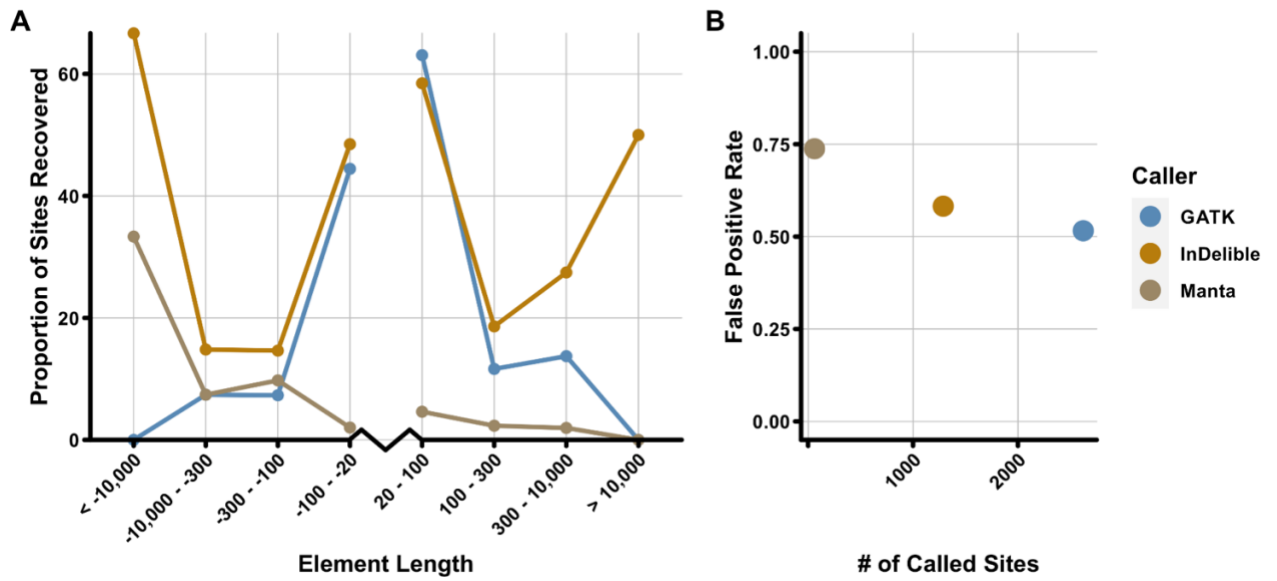 A
Proportion of Sites Recovered
60
40
20
0
< -10,000
-10,000 - -300
-300 - -100
-100 - -20
20 - 100
100 - 300
300 - 10,000
> 10,000
Element Length
B
False Positive Rate
1.00
0.75
0.50
0.25
0.00
1000
2000
# of Called Sites
Caller
GATK
InDelible
Manta